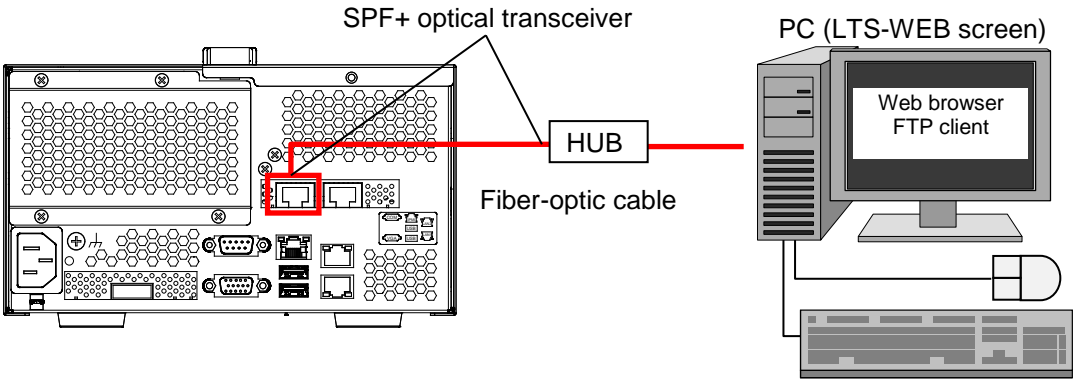 SPF+ optical transceiver
PC (LTS-WEB screen)
Web browser
FTP client
HUB
Fiber-optic cable